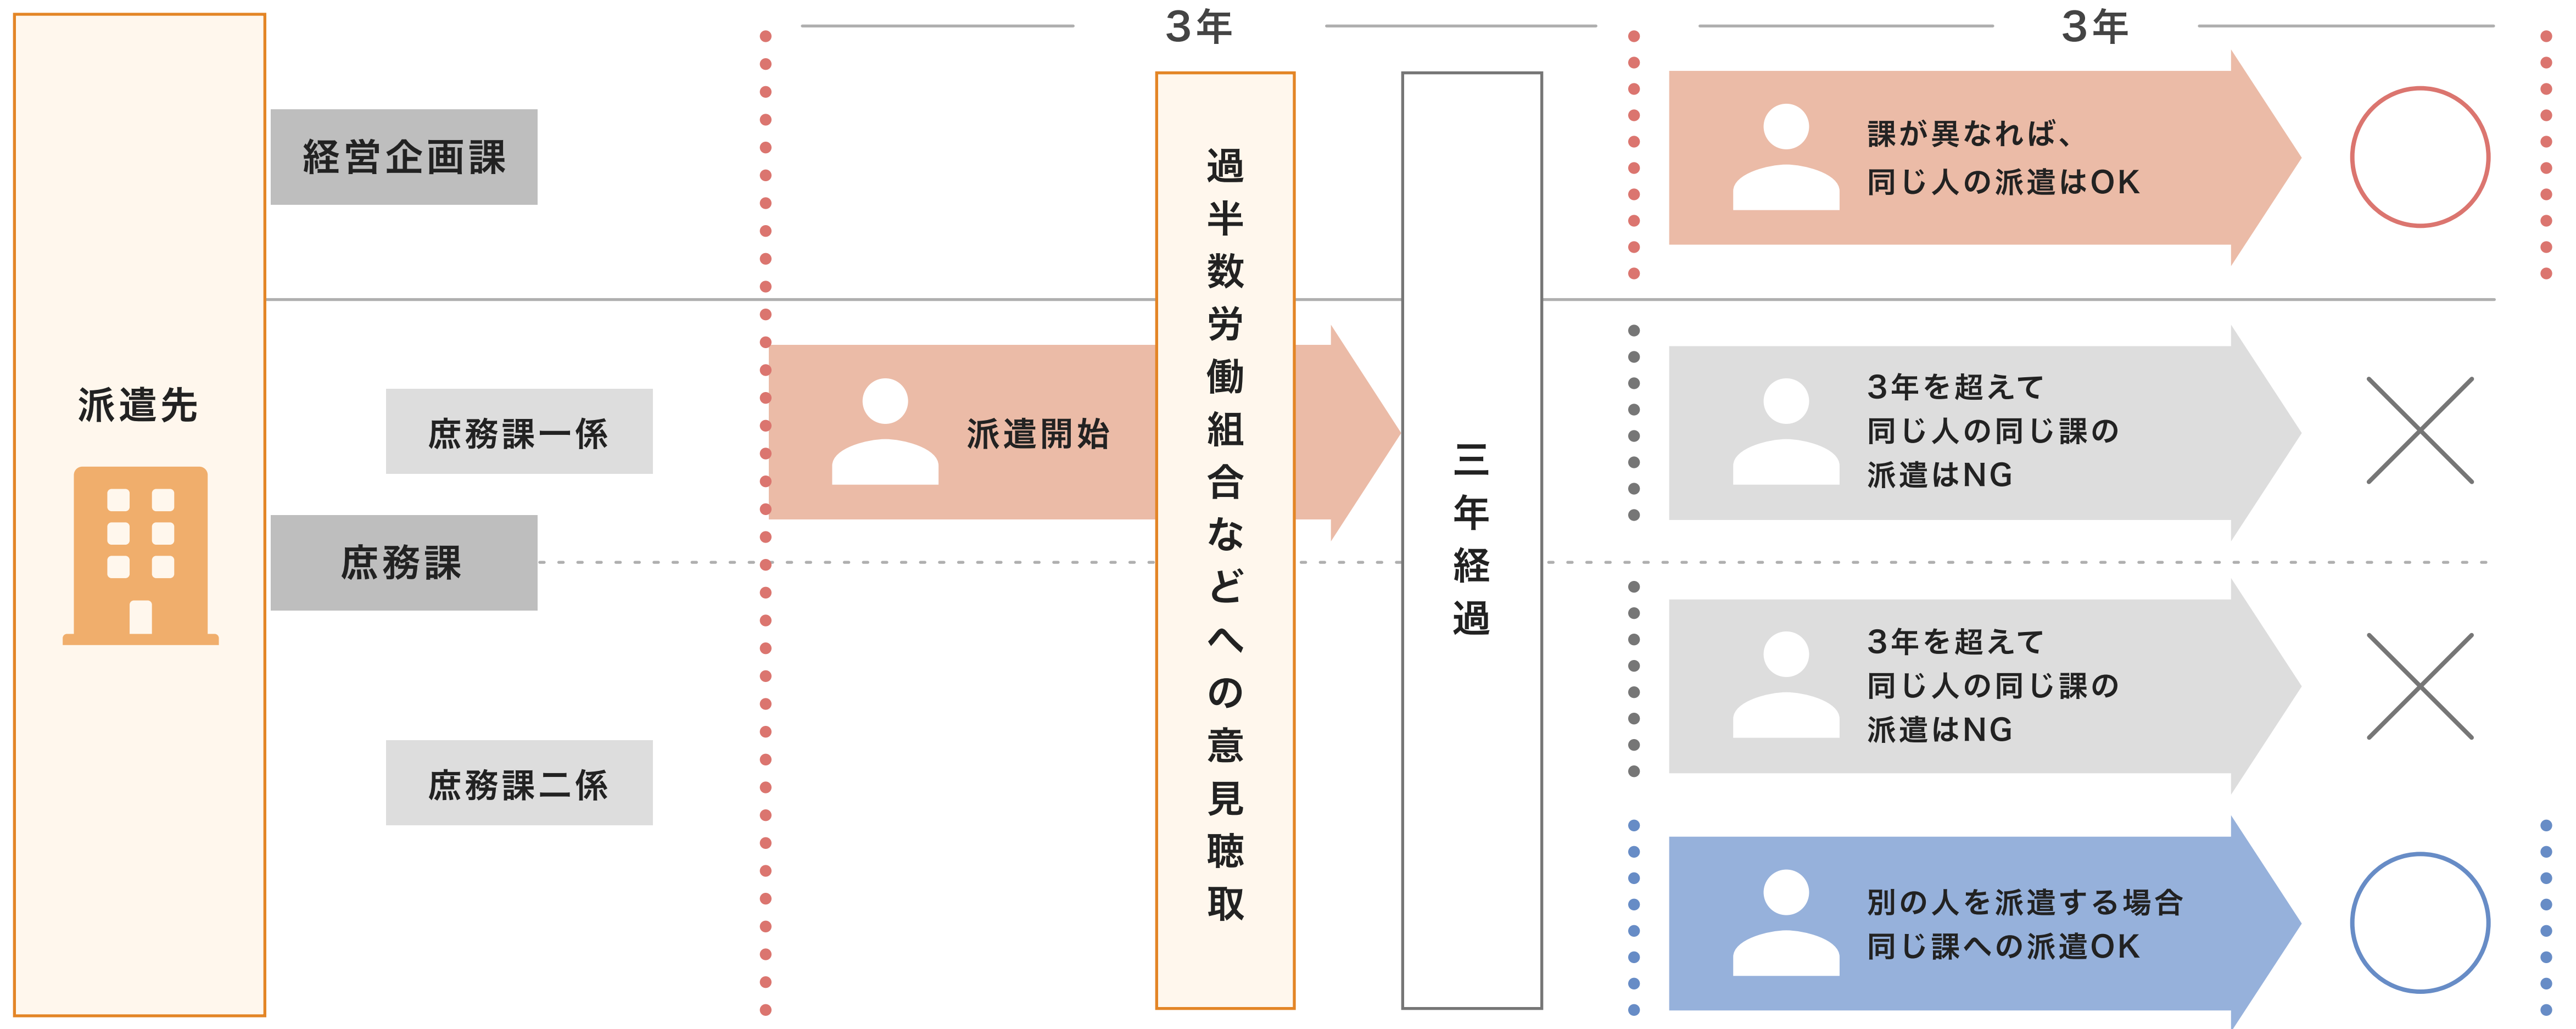 3年
3年
派遣先
経営企画課
庶務課一係
庶務課
庶務課二係
派遣開始
過半数労働組合などへの意見聴取
三年経過
課が異なれば、
同じ人の派遣はOK
3年を超えて
同じ人の同じ課の
派遣はNG
3年を超えて
同じ人の同じ課の
派遣はNG
別の人を派遣する場合
同じ課への派遣OK